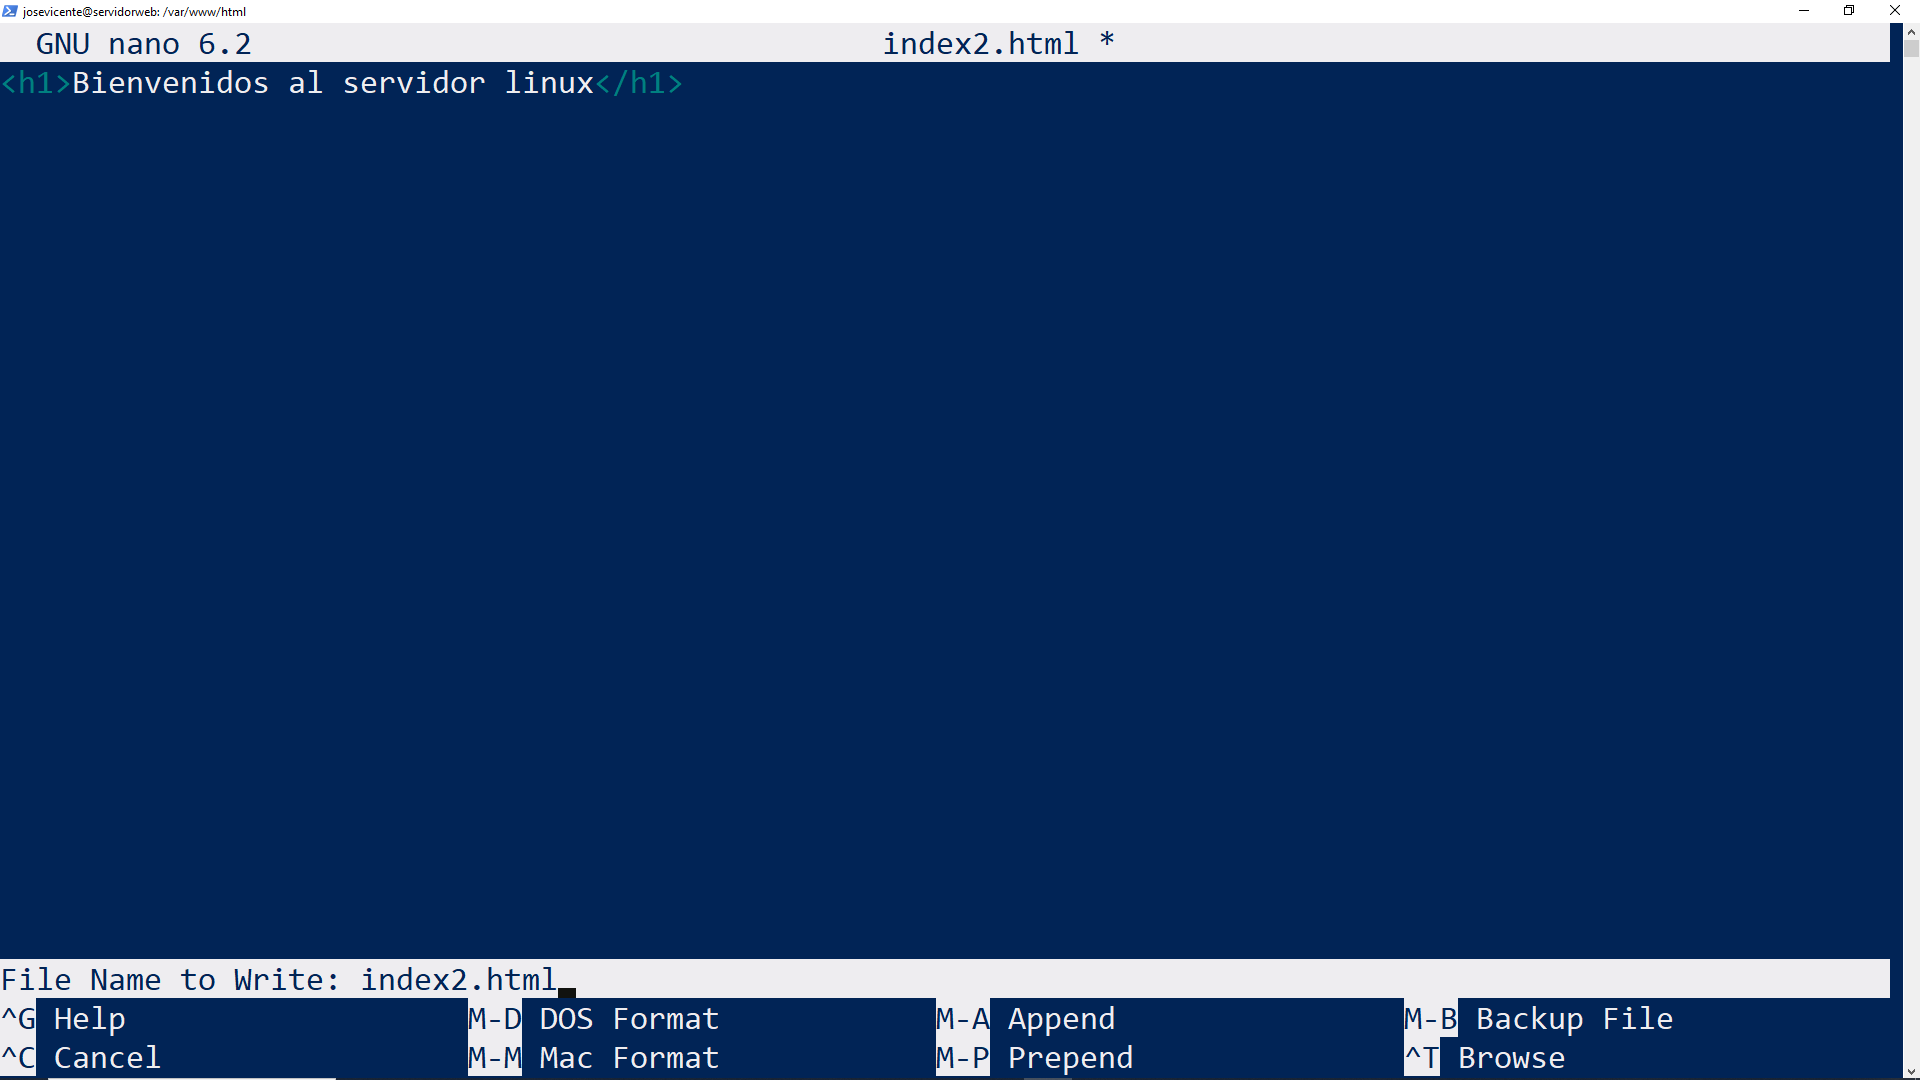 josevicente@servidorweb: /var/www/html
GNU nano 6.2 index2.html *
<h1>Bienvenidos al servidor linux</h1>
File Name to Write: index2.html
^G Help M-D DOS Format M-A Append M-B Backup File
^C Cancel M-M Mac Format M-P Prepend ^T Browse